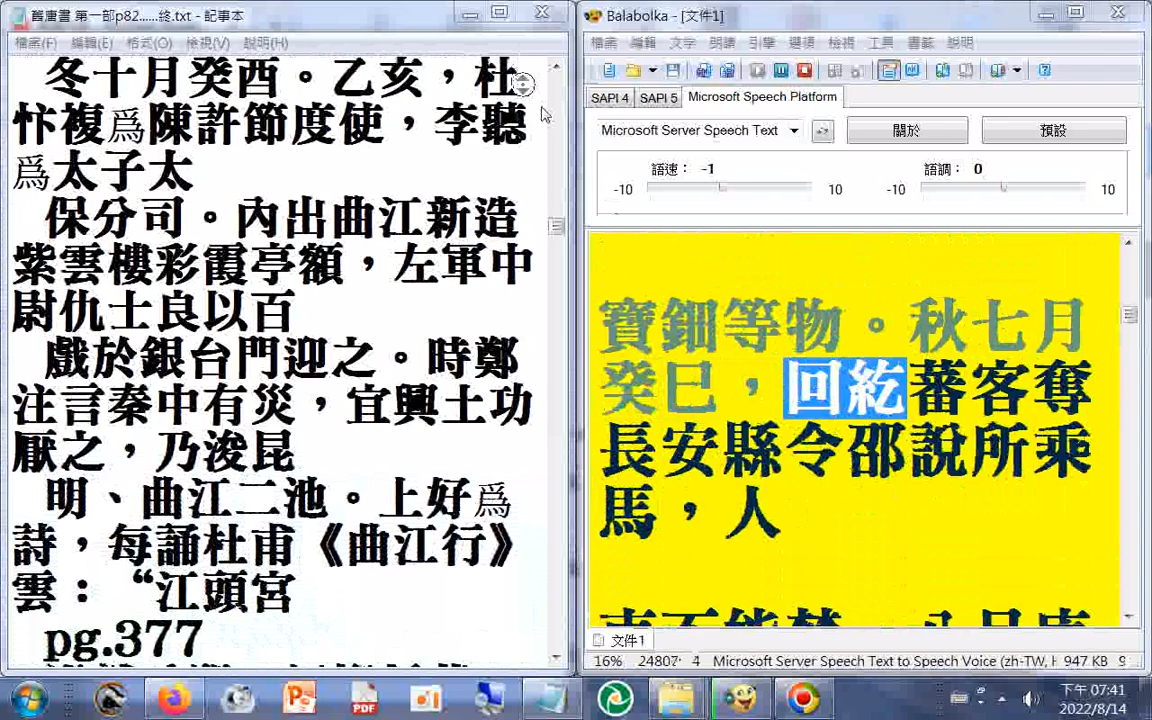 舊唐書 第一部p82......終.txt - 記事本
檔案(F) 編輯(E) 格式(O) 檢視(V) 說明(H)
冬十月癸酉。乙亥，杜
忭複爲陳許節度使，李聽
爲太子太
保分司。內出曲江新造
紫雲樓彩霞亭額，左軍中
尉仇士良以百
戲於銀台門迎之。時鄭
注言秦中有災，宜興土功
厭之，乃浚昆
明、曲江二池。上好爲
詩，每誦杜甫《曲江行》
雲：“江頭宮
pg.377
Balabolka - [文件1]
檔案 編輯 文字 朗讀 引擎 選項 檢視 工具 書籤 說明
SAPI 4 SAPI 5 Microsoft Speech Platform
Microsoft Server Speech Text 關於 預設
語速： -1 語調： 0
-10 10 -10 10
寶鈿等物。秋七月
癸巳，回紇蕃客奪
長安縣令邵說所乘
馬，人
文件1
16% 24807 4 Microsoft Server Speech Text to Speech Voice (zh-TW, H 947 KB 9
下午 07:41
2022/8/14